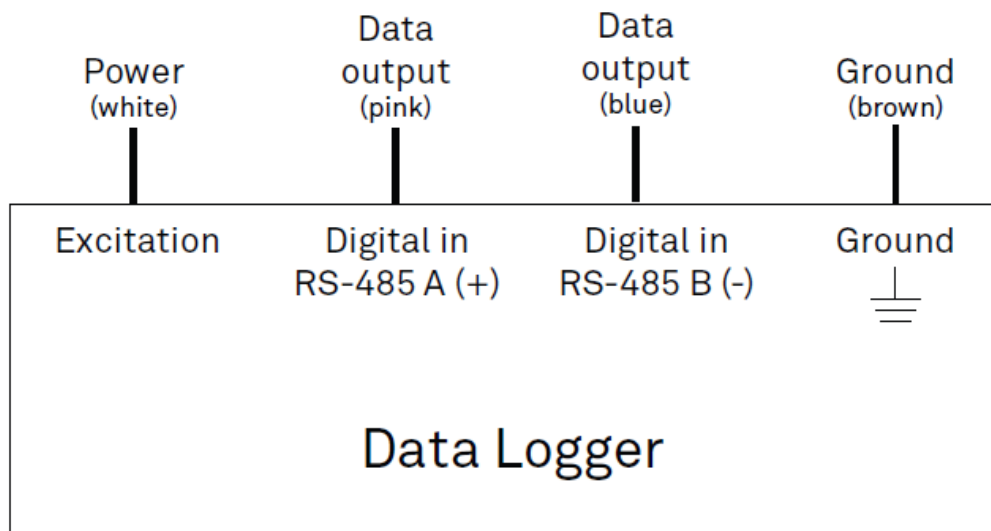 Power
(white)
Data
output
(pink)
Data
output
(blue)
Ground
(brown)
Excitation
Digital in
RS-485 A (+)
Digital in
RS-485 B (-)
Ground
Data Logger